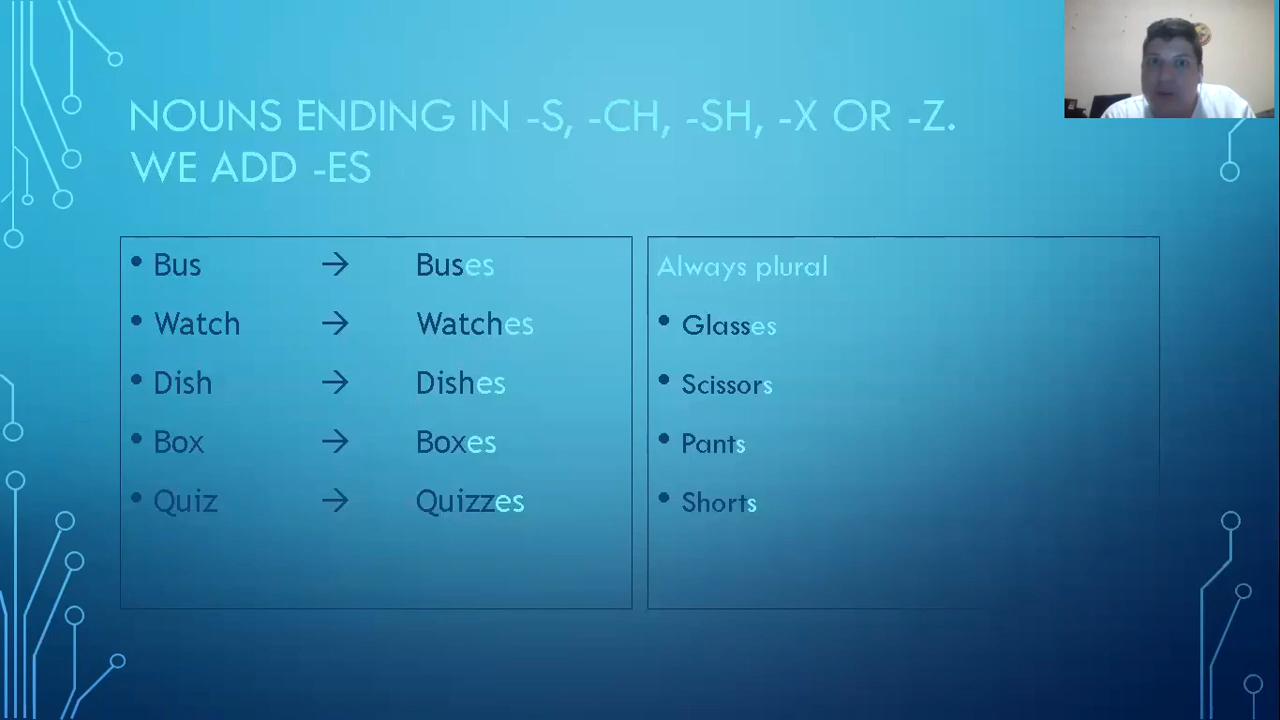 NOUNS ENDING IN -S, -CH, -SH, -X OR -Z.
WE ADD -ES
• Bus → Buses
• Watch → Watches
• Dish → Dishes
• Box → Boxes
• Quiz → Quizzes
Always plural
• Glasses
• Scissors
• Pants
• Shorts